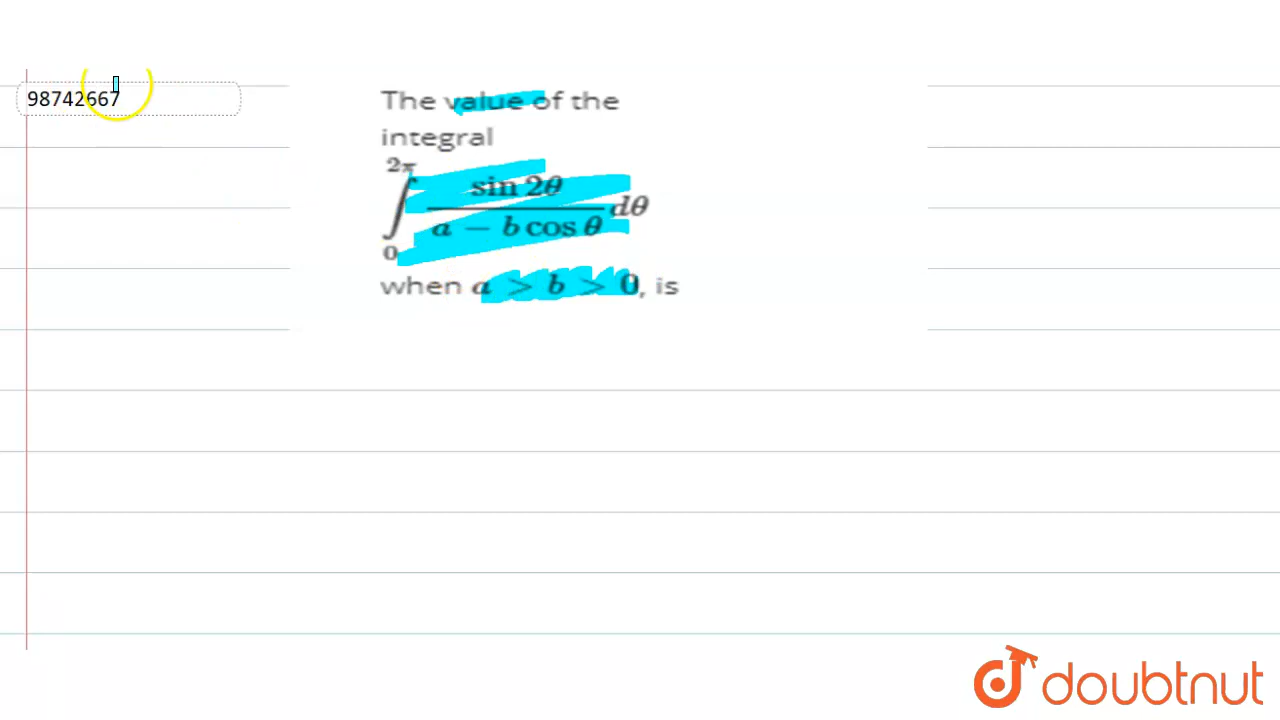 98742667
The value of the
integral
2π
∫ sin 2θ / a − b cos θ dθ
0
when a > b > 0, is
doubtnut